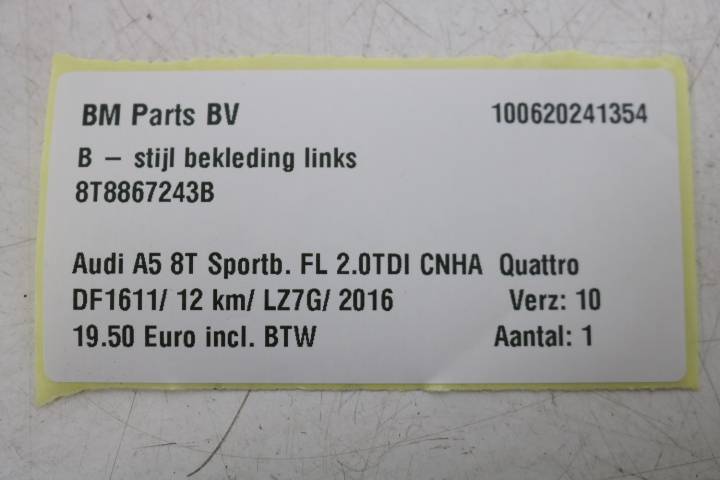 BM Parts BV 100620241354
B – stijl bekleding links
8T8867243B
Audi A5 8T Sportb. FL 2.0TDI CNHA Quattro
DF1611/ 12 km/ LZ7G/ 2016 Verz: 10
19.50 Euro incl. BTW Aantal: 1